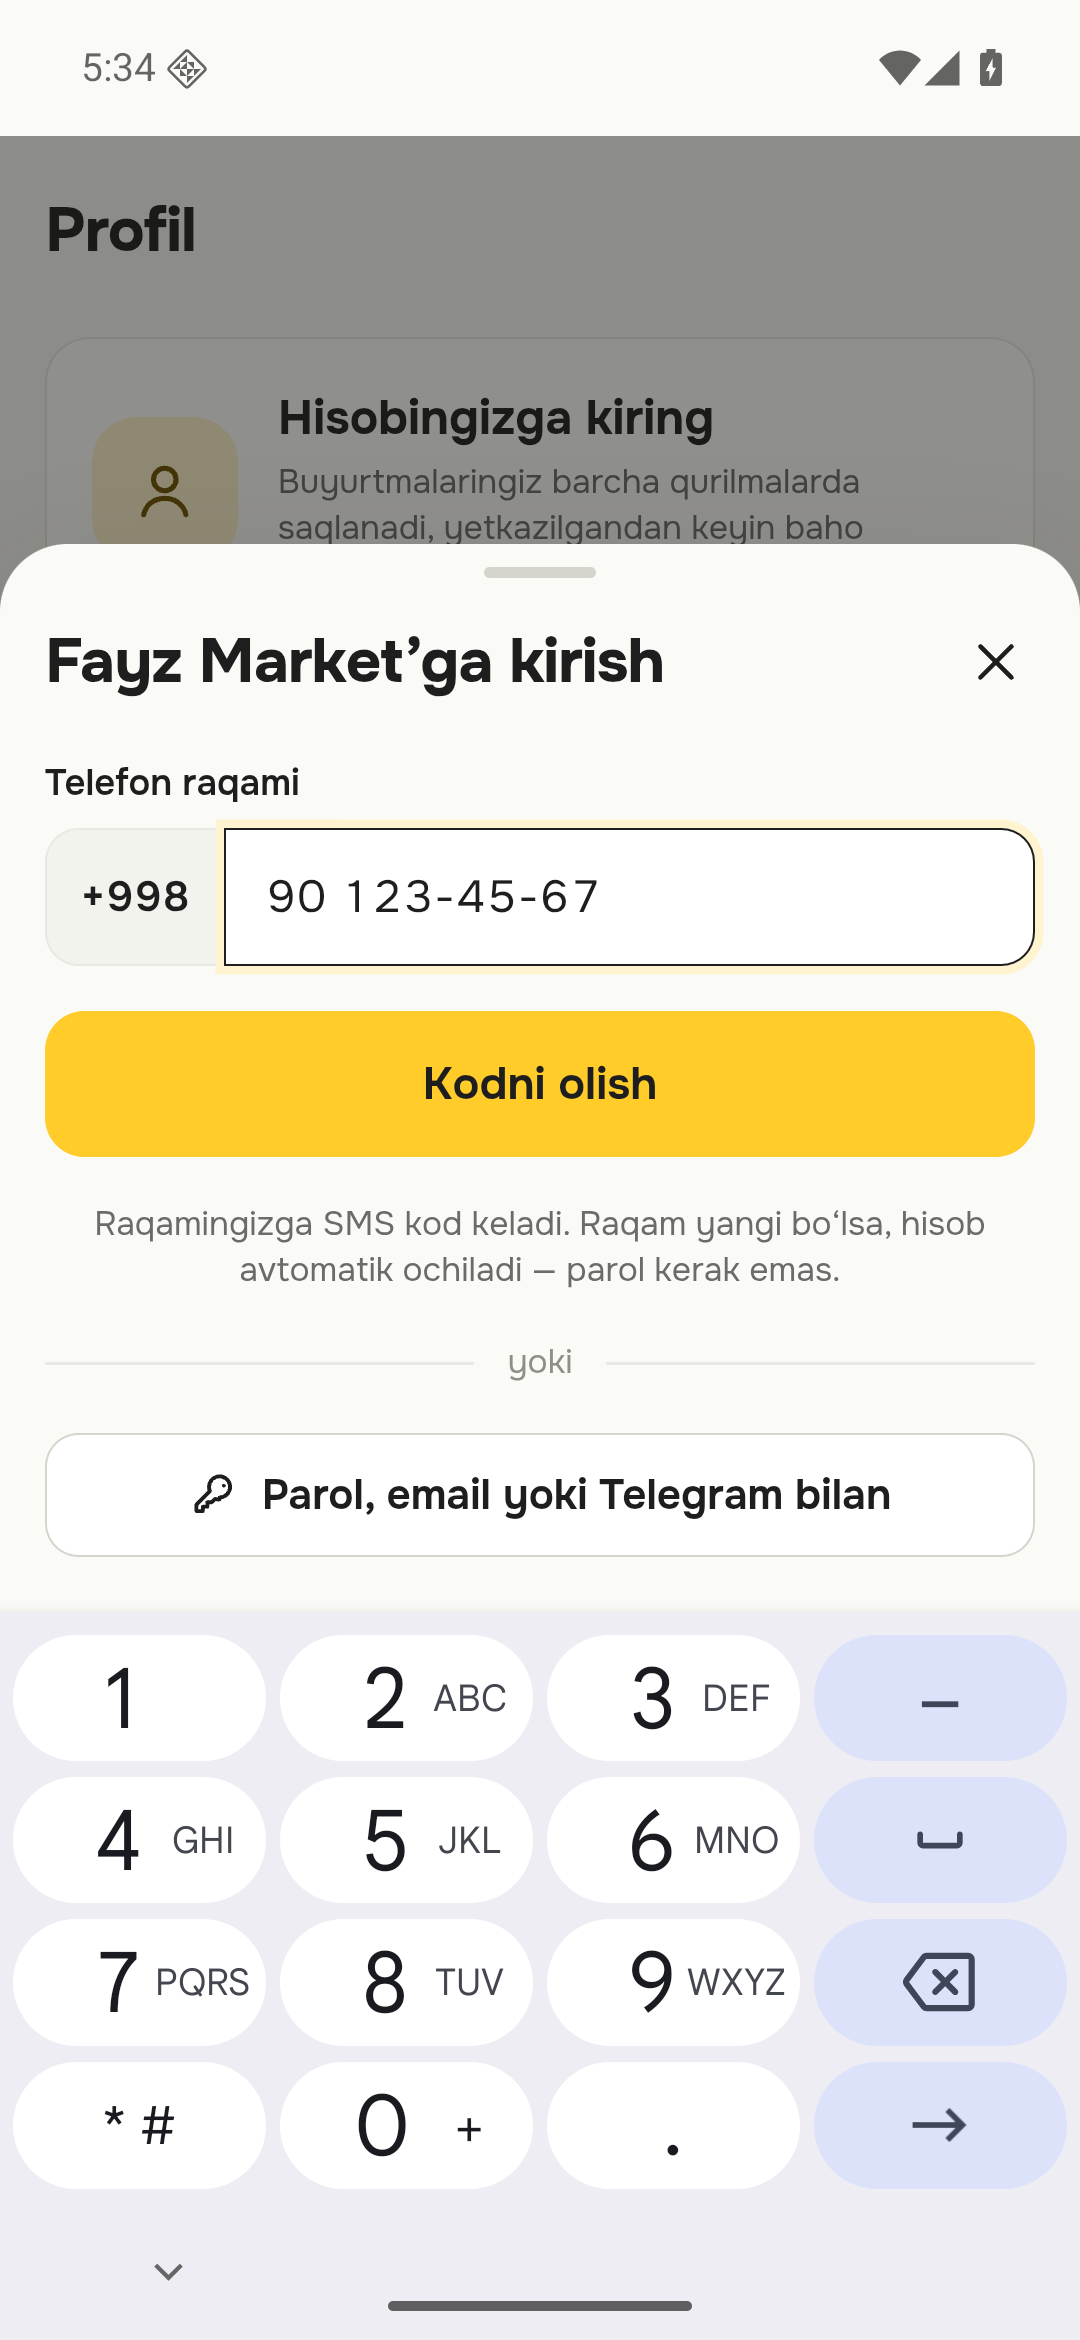 5:34
Profil
Hisobingizga kiring
Buyurtmalaringiz barcha qurilmalarda
saqlanadi, yetkazilgandan keyin baho
Fayz Market’ga kirish
Telefon raqami
+998
90 123-45-67
Kodni olish
Raqamingizga SMS kod keladi. Raqam yangi bo‘lsa, hisob
avtomatik ochiladi — parol kerak emas.
yoki
Parol, email yoki Telegram bilan
1 2 ABC 3 DEF –
4 GHI 5 JKL 6 MNO
7 PQRS 8 TUV 9 WXYZ
* # 0 + .